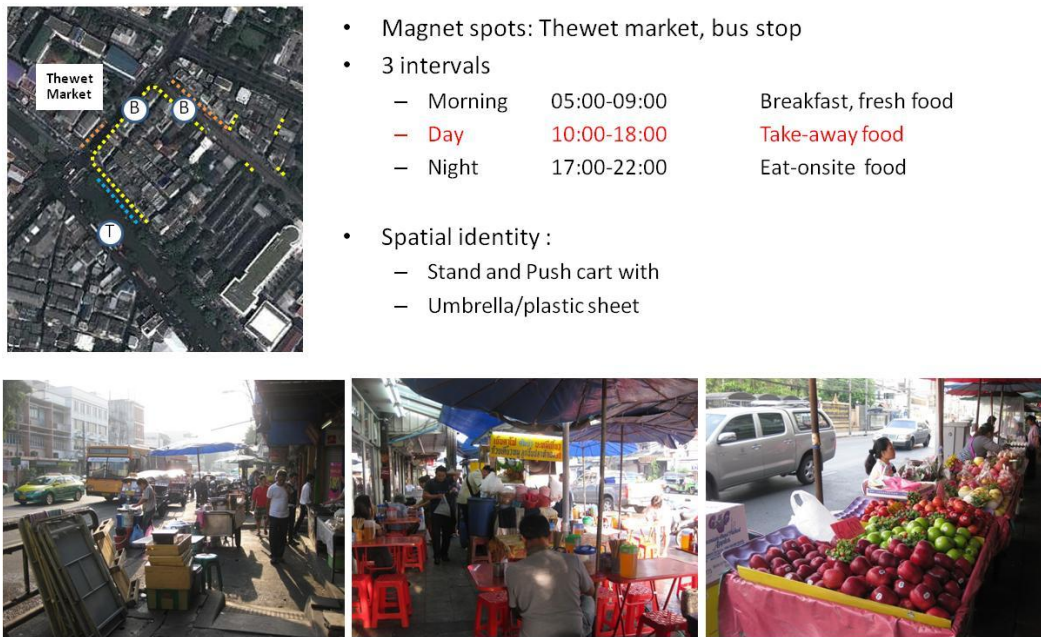 Thewet
Market
B
B
T
• Magnet spots: Thewet market, bus stop
• 3 intervals
– Morning 05:00-09:00 Breakfast, fresh food
– Day 10:00-18:00 Take-away food
– Night 17:00-22:00 Eat-onsite food
• Spatial identity :
– Stand and Push cart with
– Umbrella/plastic sheet